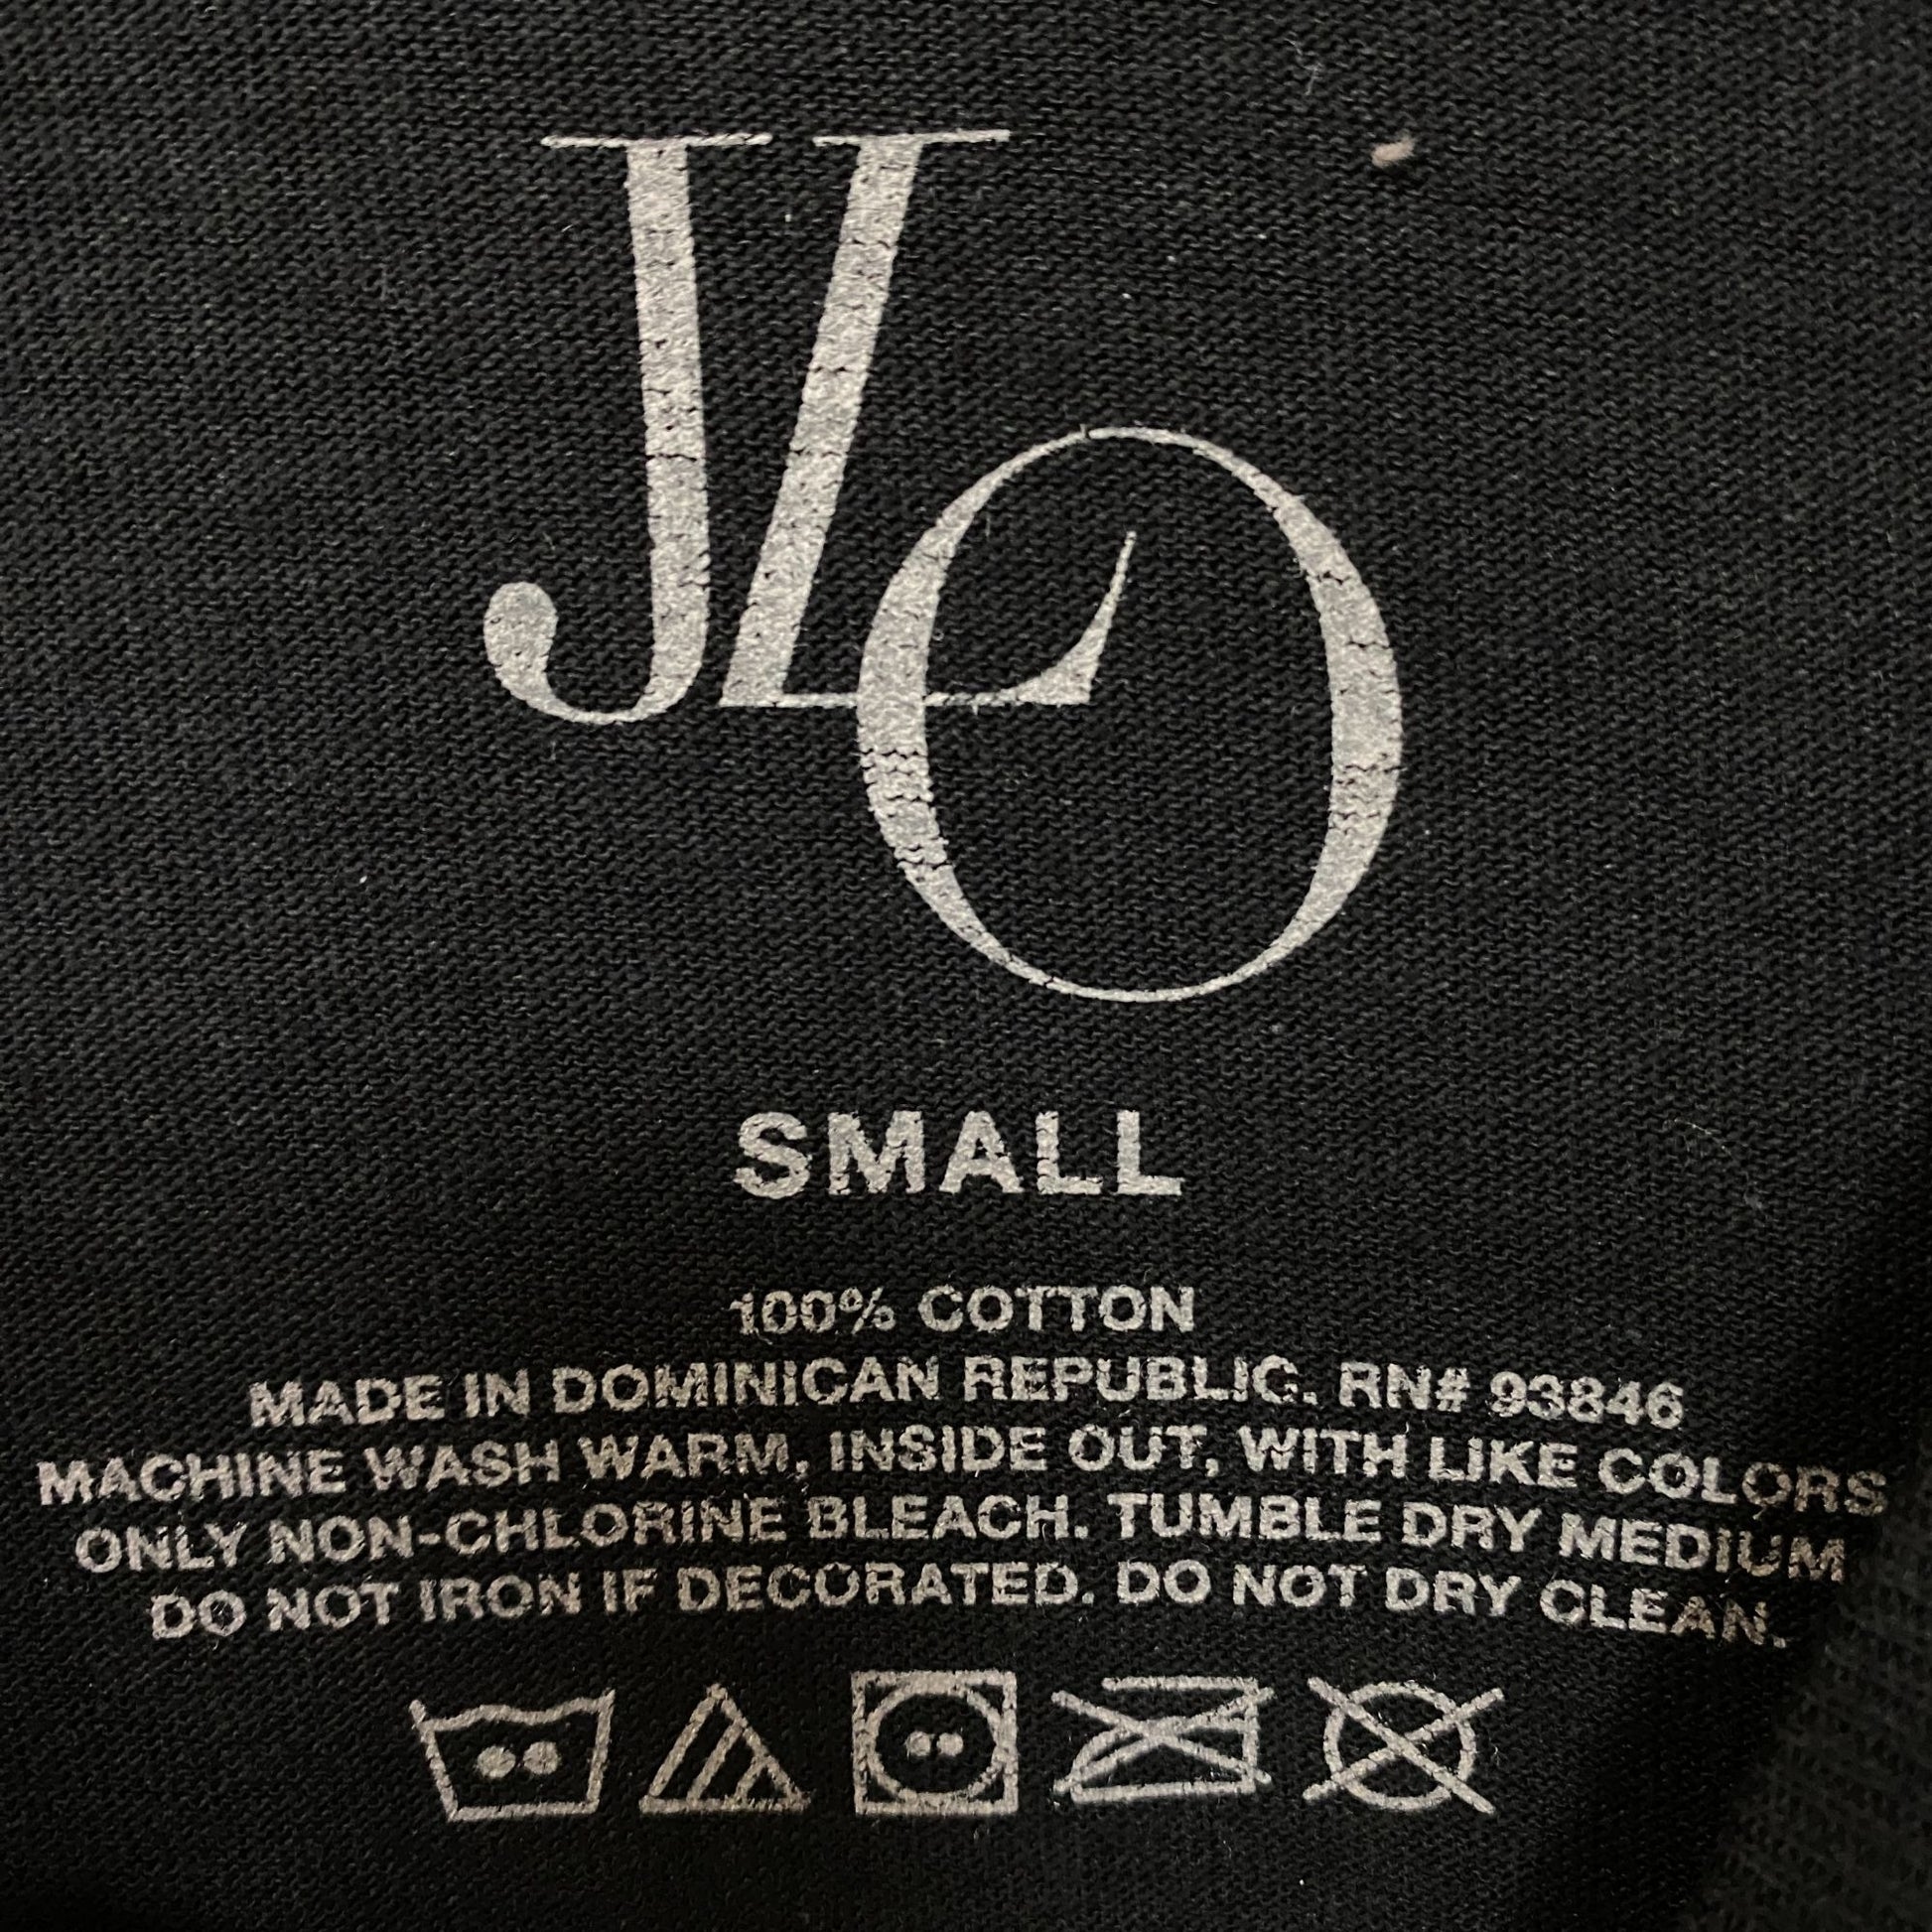 JLO
SMALL
100% COTTON
MADE IN DOMINICAN REPUBLIC. RN# 93846
MACHINE WASH WARM, INSIDE OUT, WITH LIKE COLORS
ONLY NON-CHLORINE BLEACH. TUMBLE DRY MEDIUM
DO NOT IRON IF DECORATED. DO NOT DRY CLEAN.